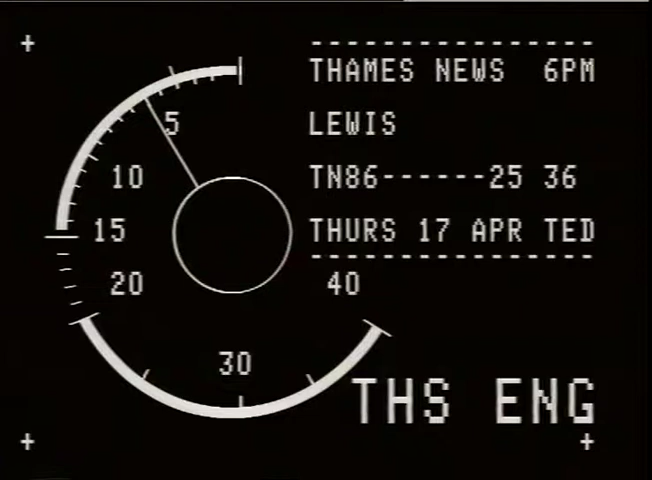 THAMES NEWS 6PM
LEWIS
TN86------25 36
THURS 17 APR TED
5
10
15
20
30
40
THS ENG